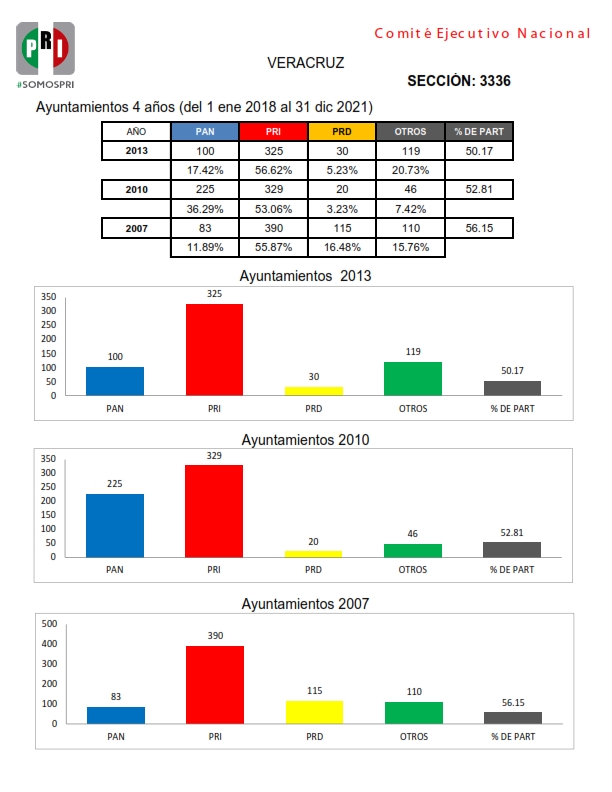 Comité Ejecutivo Nacional
PRI
#SOMOSPRI
VERACRUZ
SECCIÓN: 3336
Ayuntamientos 4 años (del 1 ene 2018 al 31 dic 2021)
AÑO PAN PRI PRD OTROS % DE PART
2013 100 325 30 119 50.17
17.42% 56.62% 5.23% 20.73%
2010 225 329 20 46 52.81
36.29% 53.06% 3.23% 7.42%
2007 83 390 115 110 56.15
11.89% 55.87% 16.48% 15.76%
Ayuntamientos 2013
350
300
250
200
150
100
50
0
100
325
30
119
50.17
PAN PRI PRD OTROS % DE PART
Ayuntamientos 2010
350
300
250
200
150
100
50
0
225
329
20
46
52.81
PAN PRI PRD OTROS % DE PART
Ayuntamientos 2007
500
400
300
200
100
0
83
390
115
110
56.15
PAN PRI PRD OTROS % DE PART